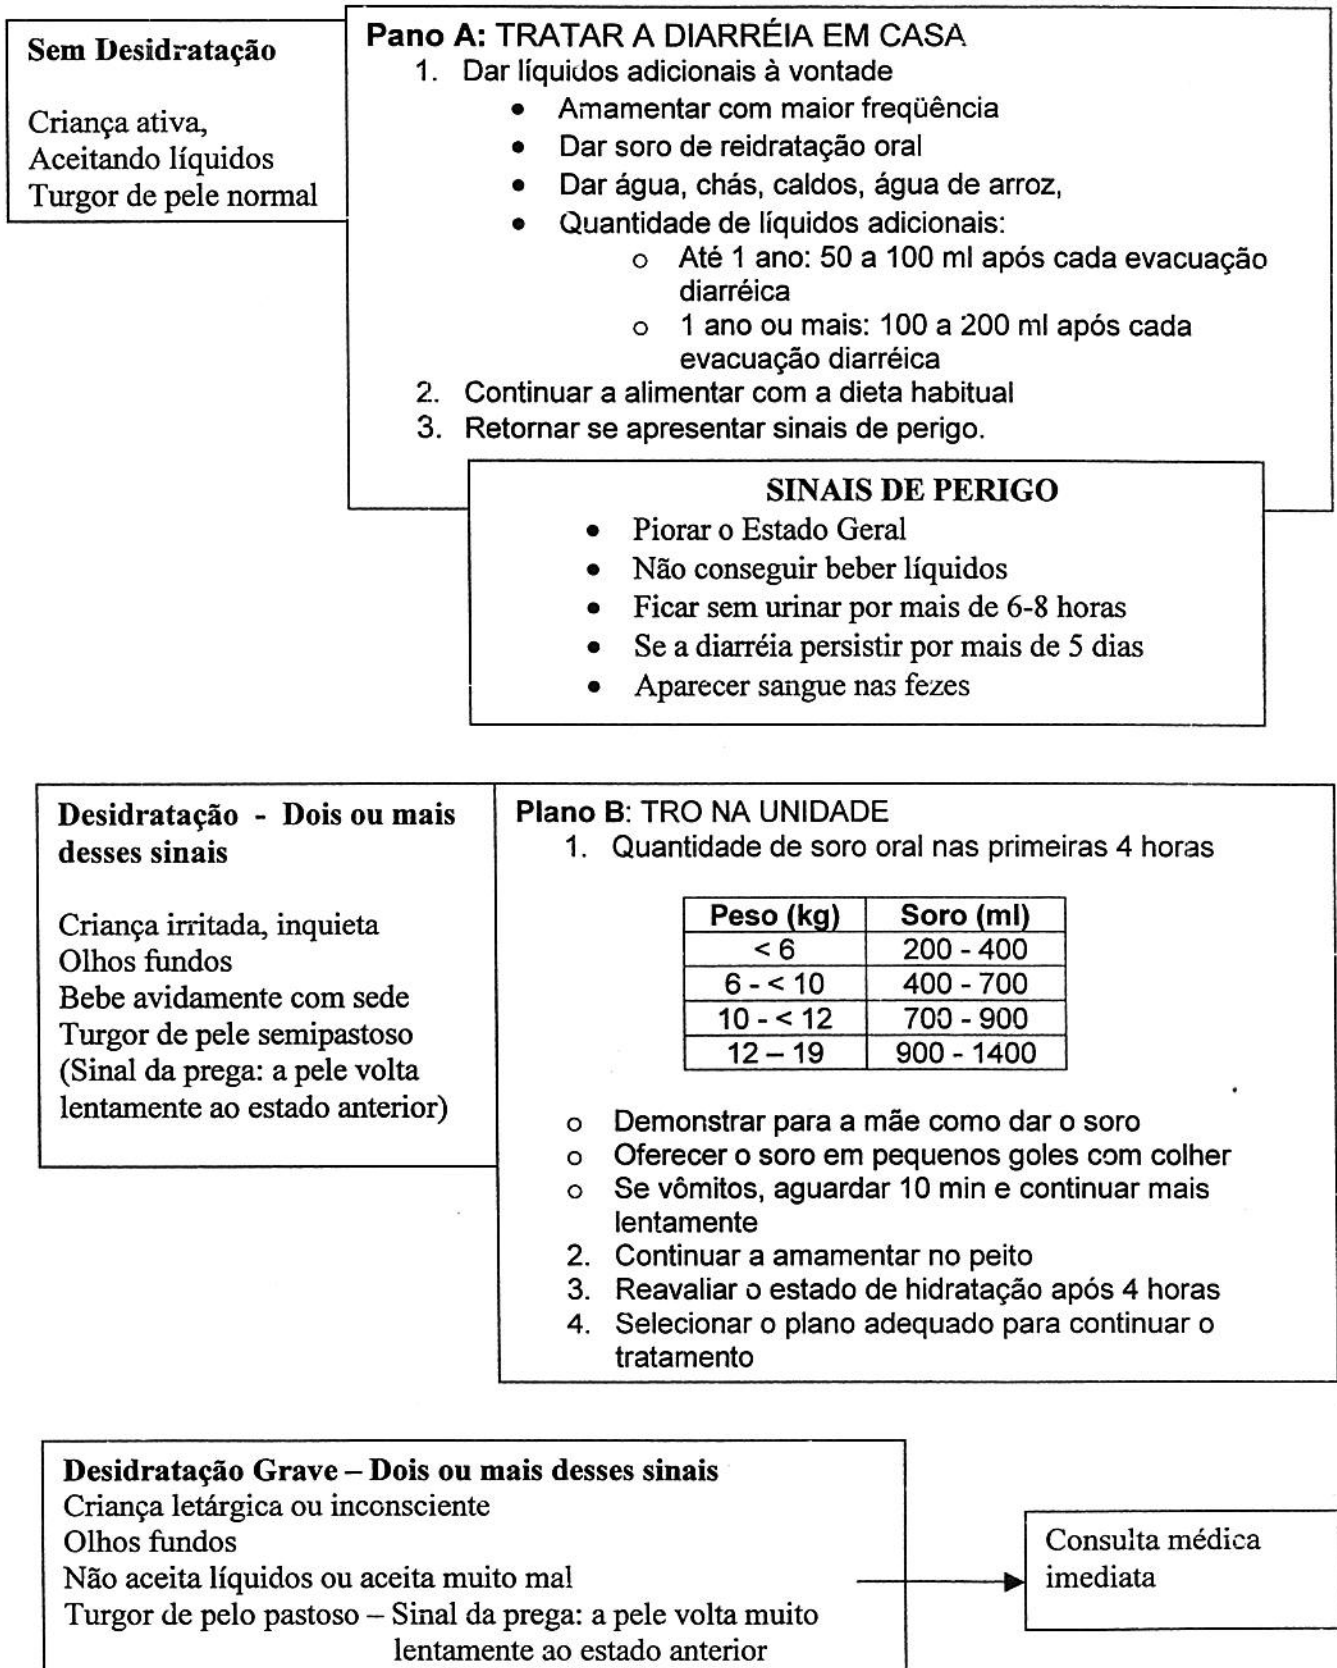 Sem Desidratação
Criança ativa,
Aceitando líquidos
Turgor de pele normal
Pano A: TRATAR A DIARRÉIA EM CASA
1. Dar líquidos adicionais à vontade
• Amamentar com maior freqüência
• Dar soro de reidratação oral
• Dar água, chás, caldos, água de arroz,
• Quantidade de líquidos adicionais:
o Até 1 ano: 50 a 100 ml após cada evacuação
diarréica
o 1 ano ou mais: 100 a 200 ml após cada
evacuação diarréica
2. Continuar a alimentar com a dieta habitual
3. Retornar se apresentar sinais de perigo.
SINAIS DE PERIGO
• Piorar o Estado Geral
• Não conseguir beber líquidos
• Ficar sem urinar por mais de 6-8 horas
• Se a diarréia persistir por mais de 5 dias
• Aparecer sangue nas fezes
Desidratação - Dois ou mais
desses sinais
Criança irritada, inquieta
Olhos fundos
Bebe avidamente com sede
Turgor de pele semipastoso
(Sinal da prega: a pele volta
lentamente ao estado anterior)
Plano B: TRO NA UNIDADE
1. Quantidade de soro oral nas primeiras 4 horas
Peso (kg) Soro (ml)
< 6 200 - 400
6 - < 10 400 - 700
10 - < 12 700 - 900
12 – 19 900 - 1400
o Demonstrar para a mãe como dar o soro
o Oferecer o soro em pequenos goles com colher
o Se vômitos, aguardar 10 min e continuar mais
lentamente
2. Continuar a amamentar no peito
3. Reavaliar o estado de hidratação após 4 horas
4. Selecionar o plano adequado para continuar o
tratamento
Desidratação Grave – Dois ou mais desses sinais
Criança letárgica ou inconsciente
Olhos fundos
Não aceita líquidos ou aceita muito mal
Turgor de pelo pastoso – Sinal da prega: a pele volta muito
lentamente ao estado anterior
Consulta médica
imediata